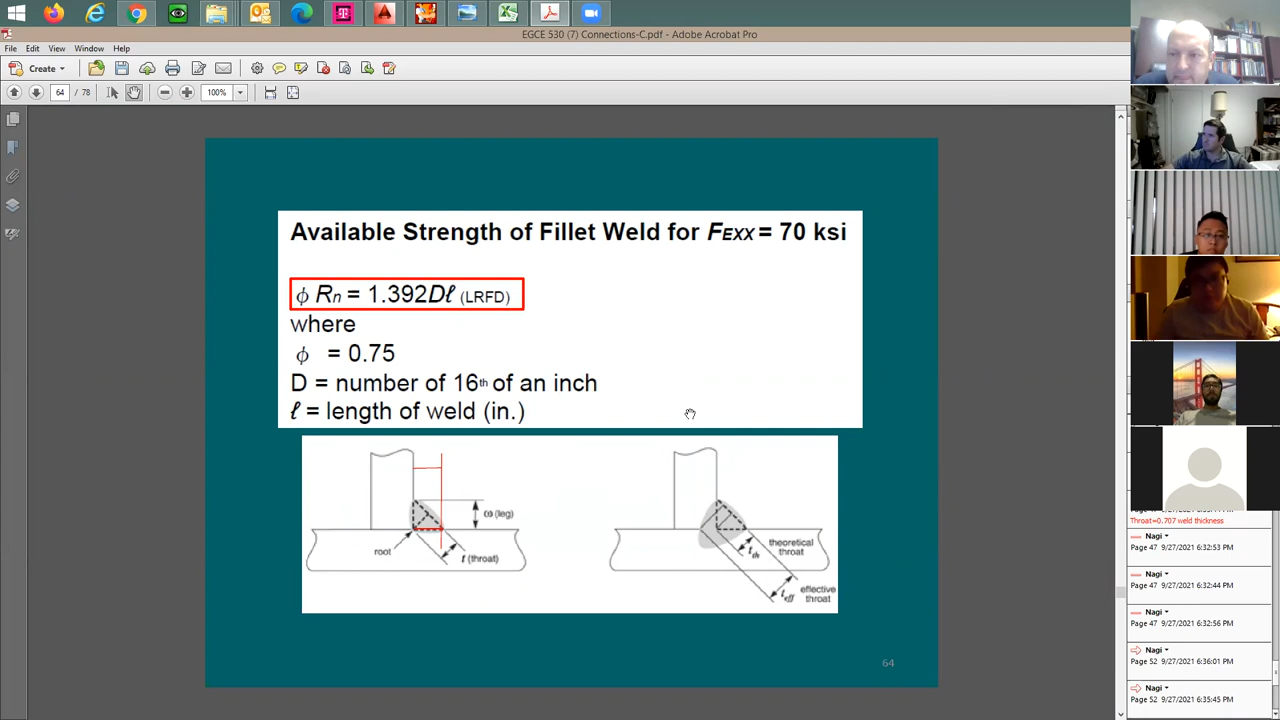 EGCE 530 (7) Connections-C.pdf - Adobe Acrobat Pro
File Edit View Window Help
Create
64 / 78 100%
Available Strength of Fillet Weld for FEXX = 70 ksi
ϕ Rn = 1.392Dℓ (LRFD)
where
ϕ = 0.75
D = number of 16th of an inch
ℓ = length of weld (in.)
ω (leg)
root
t (throat)
theoretical
throat
tth
effective
throat
teff
64
Throat=0.707 weld thickness
Nagi
Page 47 9/27/2021 6:32:53 PM
Nagi
Page 47 9/27/2021 6:32:44 PM
Nagi
Page 47 9/27/2021 6:32:56 PM
Nagi
Page 52 9/27/2021 6:36:01 PM
Nagi
Page 52 9/27/2021 6:35:45 PM